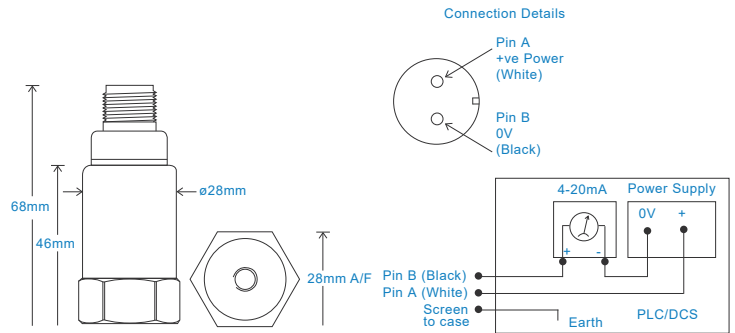 Connection Details
Pin A
+ve Power
(White)
Pin B
0V
(Black)
68mm
46mm
ø28mm
28mm A/F
4-20mA
Power Supply
0V +
+ -
Pin B (Black)
Pin A (White)
Screen
to case
Earth
PLC/DCS